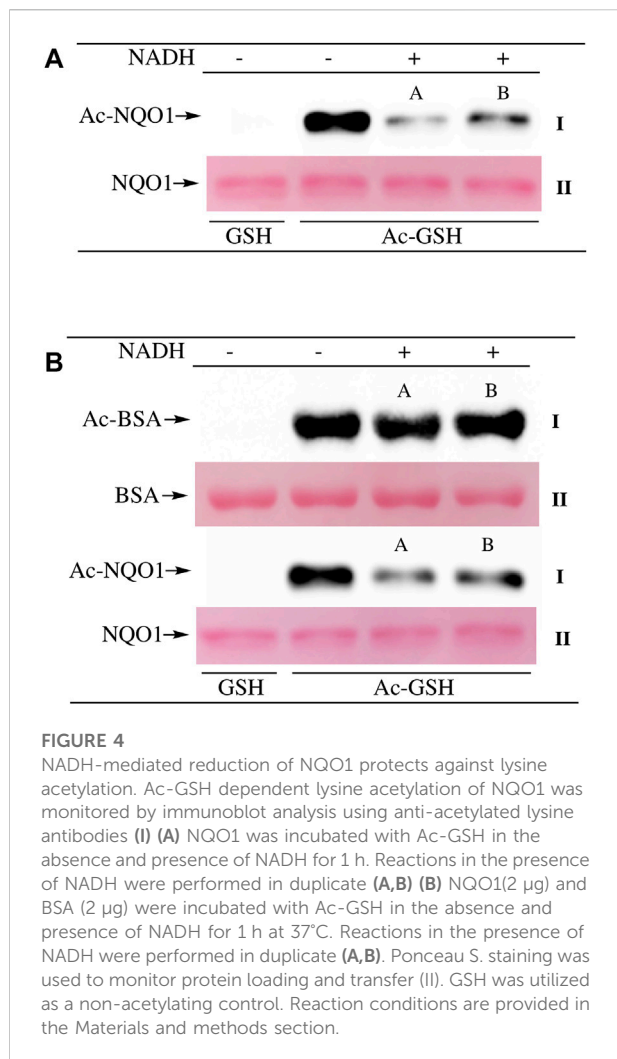 A
NADH - - + +
A B
Ac-NQO1→ I
NQO1→ II
GSH Ac-GSH
B
NADH - - + +
A B
Ac-BSA→ I
BSA→ II
A B
Ac-NQO1→ I
NQO1→ II
GSH Ac-GSH
FIGURE 4
NADH-mediated reduction of NQO1 protects against lysine
acetylation. Ac-GSH dependent lysine acetylation of NQO1 was
monitored by immunoblot analysis using anti-acetylated lysine
antibodies (I) (A) NQO1 was incubated with Ac-GSH in the
absence and presence of NADH for 1 h. Reactions in the presence
of NADH were performed in duplicate (A,B) (B) NQO1(2 μg) and
BSA (2 μg) were incubated with Ac-GSH in the absence and
presence of NADH for 1 h at 37°C. Reactions in the presence of
NADH were performed in duplicate (A,B). Ponceau S. staining was
used to monitor protein loading and transfer (II). GSH was utilized
as a non-acetylating control. Reaction conditions are provided in
the Materials and methods section.